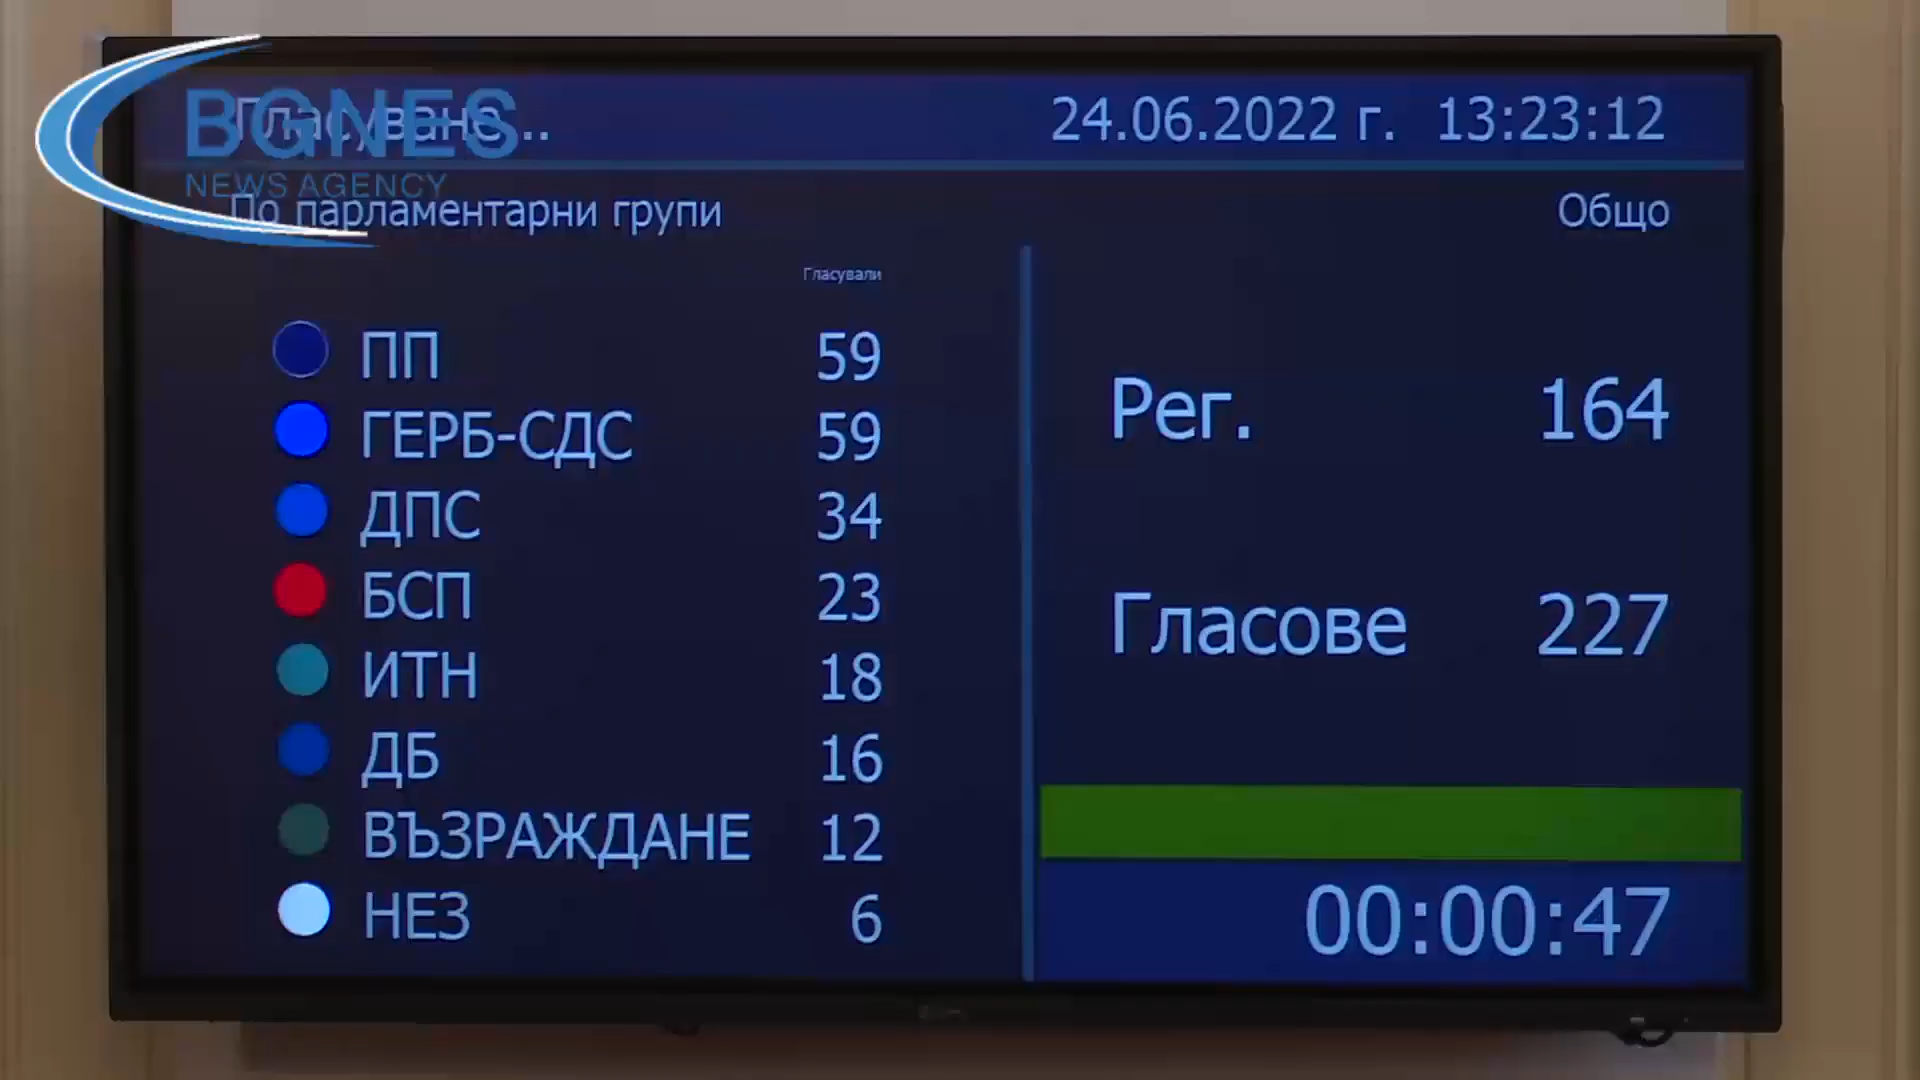 BGNES
NEWS AGENCY
Гласуване...
24.06.2022 г. 13:23:12
По парламентарни групи
Общо
Гласували
ПП 59
ГЕРБ-СДС 59
ДПС 34
БСП 23
ИТН 18
ДБ 16
ВЪЗРАЖДАНЕ 12
НЕЗ 6
Рег. 164
Гласове 227
00:00:47